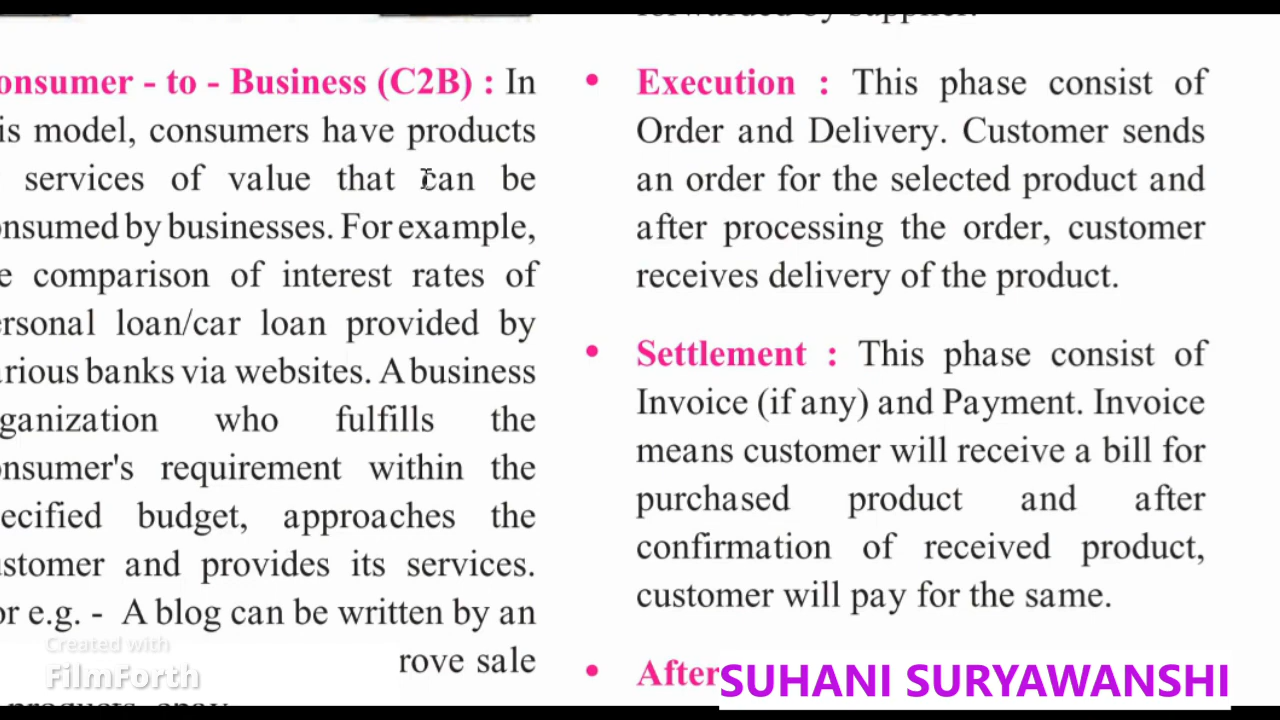 onsumer - to - Business (C2B) : In
is model, consumers have products
services of value that can be
onsumed by businesses. For example,
e comparison of interest rates of
ersonal loan/car loan provided by
arious banks via websites. A business
ganization who fulfills the
onsumer's requirement within the
ecified budget, approaches the
ustomer and provides its services.
or e.g. - A blog can be written by an
rove sale
forwarded by supplier.
• Execution : This phase consist of
Order and Delivery. Customer sends
an order for the selected product and
after processing the order, customer
receives delivery of the product.
• Settlement : This phase consist of
Invoice (if any) and Payment. Invoice
means customer will receive a bill for
purchased product and after
confirmation of received product,
customer will pay for the same.
• After
Created with
FilmForth
SUHANI SURYAWANSHI